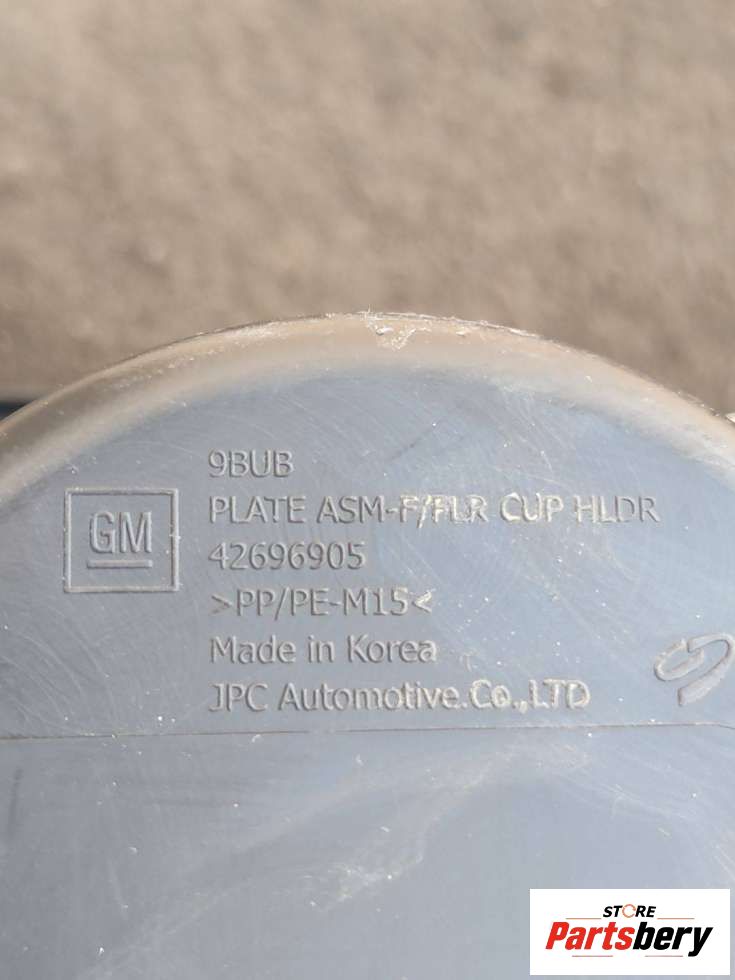 9BUB
GM
PLATE ASM-F/FLR CUP HLDR
42696905
>PP/PE-M15<
Made in Korea
JPC Automotive.Co.,LTD
STORE
Partsbery